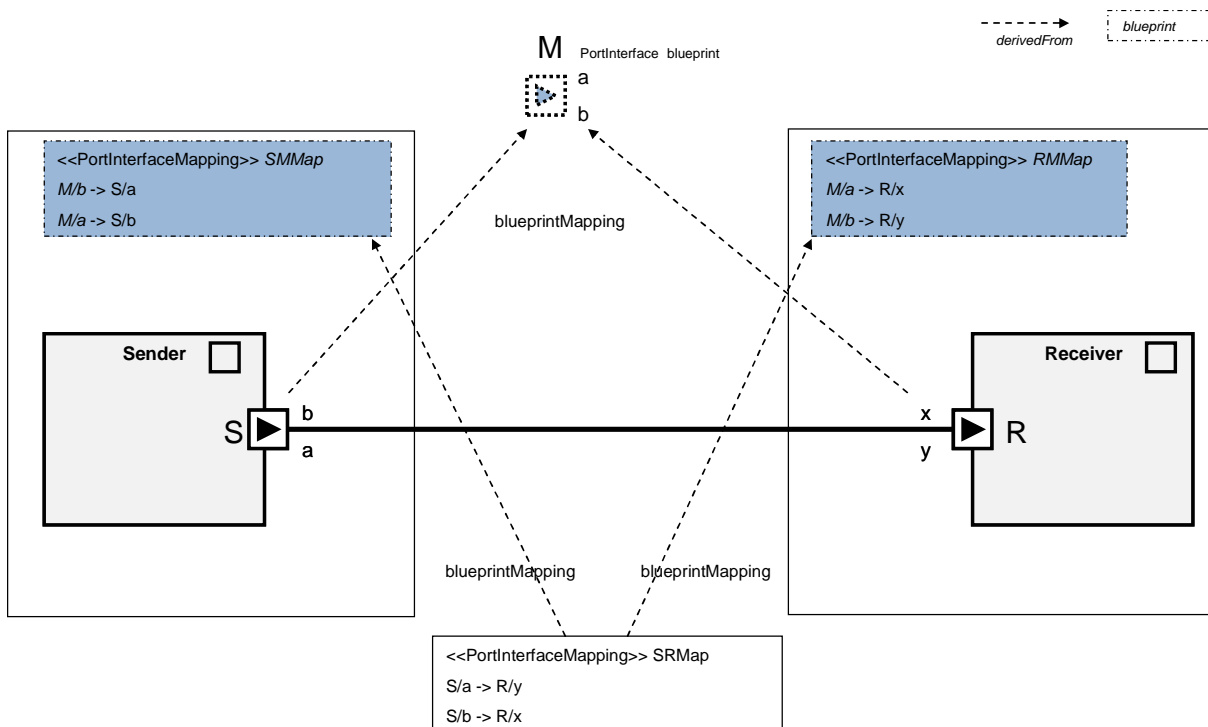 derivedFrom
blueprint
M PortInterface blueprint
a
b
<<PortInterfaceMapping>> SMMap
M/b -> S/a
M/a -> S/b
<<PortInterfaceMapping>> RMMap
M/a -> R/x
M/b -> R/y
blueprintMapping
Sender
Receiver
S
b
a
x
y
R
blueprintMapping
blueprintMapping
<<PortInterfaceMapping>> SRMap
S/a -> R/y
S/b -> R/x